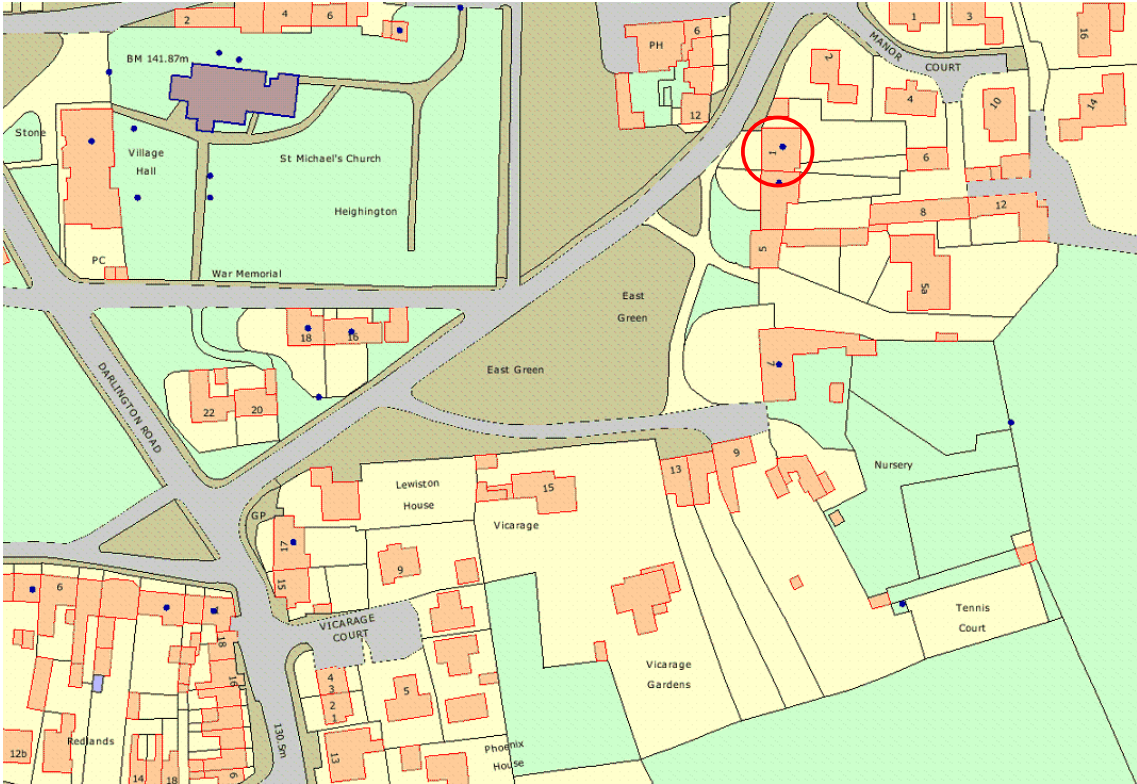 2
4
6
2
PH
6
12
MANOR
COURT
1
3
16
2
4
10
14
6
BM 141.87m
Stone
Village
Hall
St Michael's Church
Heighington
PC
War Memorial
1
8
12
5
5a
East
Green
East Green
18
16
22
20
DARLINGTON ROAD
7
Nursery
13
9
Lewiston
House
15
Vicarage
GP
17
15
9
VICARAGE
COURT
6
18
16
4
3
2
1
5
Vicarage
Gardens
Tennis
Court
130.5m
Redlands
12b
14
18
6
13
Phoenix
House